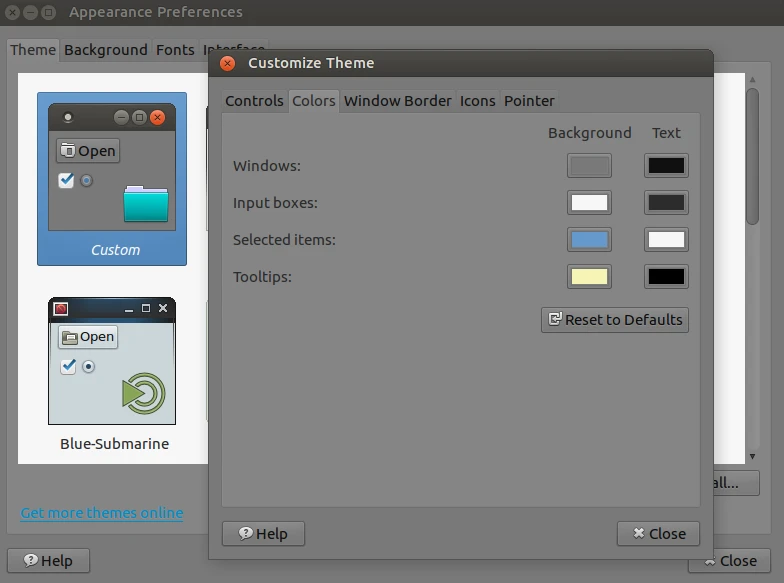 Appearance Preferences
Theme Background Fonts Interface
Customize Theme
Controls Colors Window Border Icons Pointer
Background Text
Windows:
Input boxes:
Selected items:
Tooltips:
Reset to Defaults
Help
Close
Open
Custom
Open
Blue-Submarine
all...
Get more themes online
Help
Close